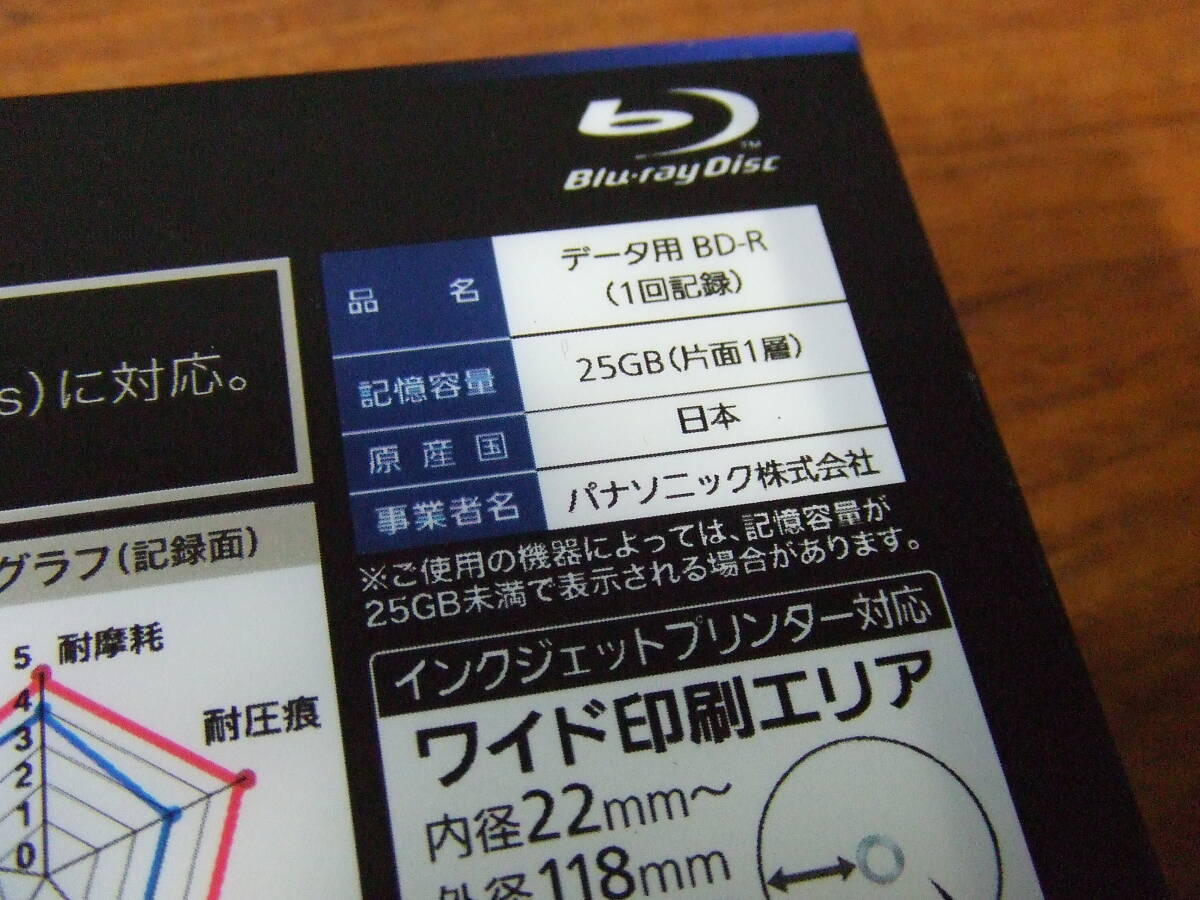 Blu-ray Disc
TM
品名 データ用 BD-R
(1回記録)
記憶容量 25GB(片面1層)
原産国 日本
事業者名 パナソニック株式会社
※ご使用の機器によっては、記憶容量が
25GB未満で表示される場合があります。
s)に対応。
グラフ(記録面)
5 耐摩耗
4
耐圧痕
3
2
1
0
インクジェットプリンター対応
ワイド印刷エリア
内径22mm〜
外径118mm